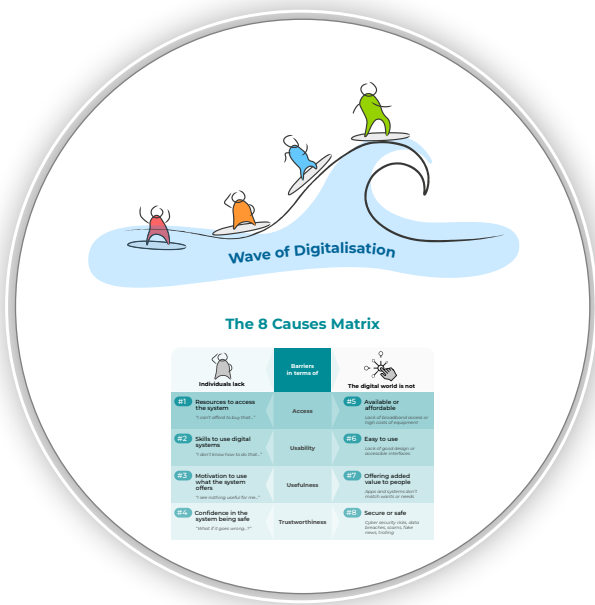 Wave of Digitalisation
The 8 Causes Matrix
Individuals lack
Barriers
in terms of
The digital world is not
#1 Resources to access
the system
"I can't afford to buy that..."
Access
#5 Available or
affordable
Lack of broadband access or
high costs of equipment
#2 Skills to use digital
systems
"I don't know how to do that..."
Usability
#6 Easy to use
Lack of good design or
accessible interfaces
#3 Motivation to use
what the system
offers
"I see nothing useful for me..."
Usefulness
#7 Offering added
value to people
Apps and systems don't
match wants or needs
#4 Confidence in the
system being safe
"What if it goes wrong...?"
Trustworthiness
#8 Secure or safe
Cyber security risks, data
breaches, scams, fake
news, trolling